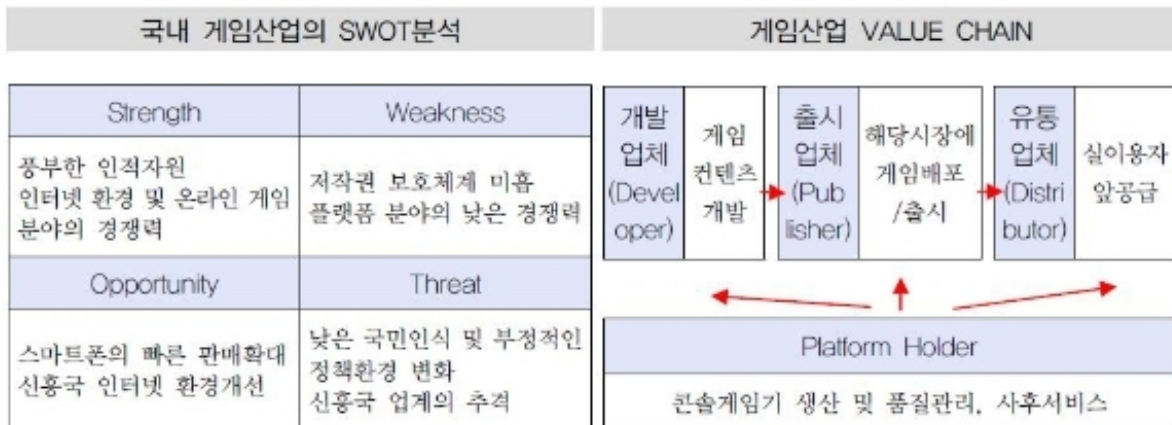 국내 게임산업의 SWOT분석
Strength
Weakness
풍부한 인적자원
인터넷 환경 및 온라인 게임
분야의 경쟁력
저작권 보호체계 미흡
플랫폼 분야의 낮은 경쟁력
Opportunity
Threat
스마트폰의 빠른 판매확대
신흥국 인터넷 환경개선
낮은 국민인식 및 부정적인
정책환경 변화
신흥국 업계의 추격
게임산업 VALUE CHAIN
개발
업체
(Devel
oper)
게임
컨텐츠
개발
출시
업체
(Pub
lisher)
해당시장에
게임배포
/출시
유통
업체
(Distri
butor)
실이용자
앞공급
Platform Holder
콘솔게임기 생산 및 품질관리, 사후서비스